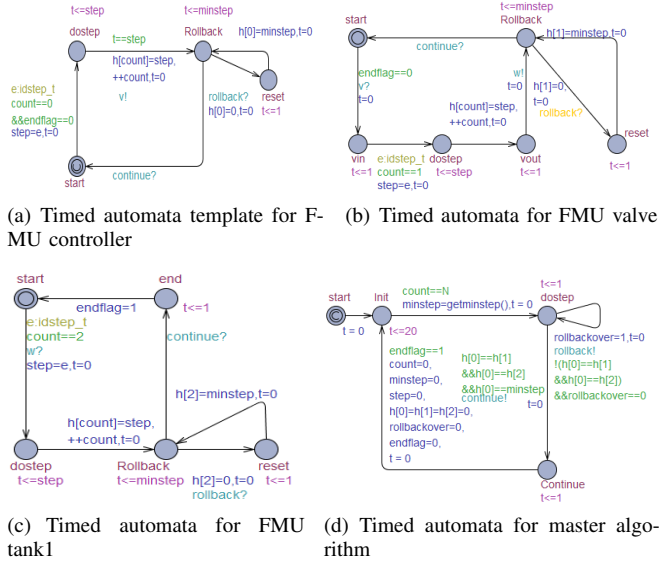 t<=step
dostep
t==step
h[count]=step,
++count,t=0
v!
t<=minstep
Rollback
h[0]=minstep,t=0
rollback?
h[0]=0,t=0
reset
t<=1
e:idstep_t
count==0
&&endflag==0
step=e,t=0
start
continue?
(a) Timed automata template for F-
MU controller
t<=minstep
Rollback
start
continue?
h[1]=minstep,t=0
endflag==0
v?
t=0
h[count]=step,
++count,t=0
w!
t=0
h[1]=0,
t=0
rollback?
reset
t<=1
vin
t<=1
e:idstep_t
count==1
step=e,t=0
dostep
t<=step
vout
t<=1
(b) Timed automata for FMU valve
start
end
endflag=1
t<=1
e:idstep_t
count==2
w?
step=e,t=0
continue?
h[2]=minstep,t=0
h[count]=step,
++count,t=0
dostep
t<=step
Rollback
t<=minstep
h[2]=0,t=0
rollback?
reset
t<=1
(c) Timed automata for FMU
tank1
start
t = 0
Init
t<=20
count==N
minstep=getminstep(),t = 0
t<=1
dostep
rollbackover=1,t=0
rollback!
!(h[0]==h[1]
&&h[0]==h[2])
&&rollbackover==0
endflag==1
count=0,
minstep=0,
step=0,
h[0]=h[1]=h[2]=0,
rollbackover=0,
endflag=0,
t = 0
h[0]==h[1]
&&h[0]==h[2]
&&h[0]==minstep
continue!
t=0
Continue
t<=1
(d) Timed automata for master algo-
rithm